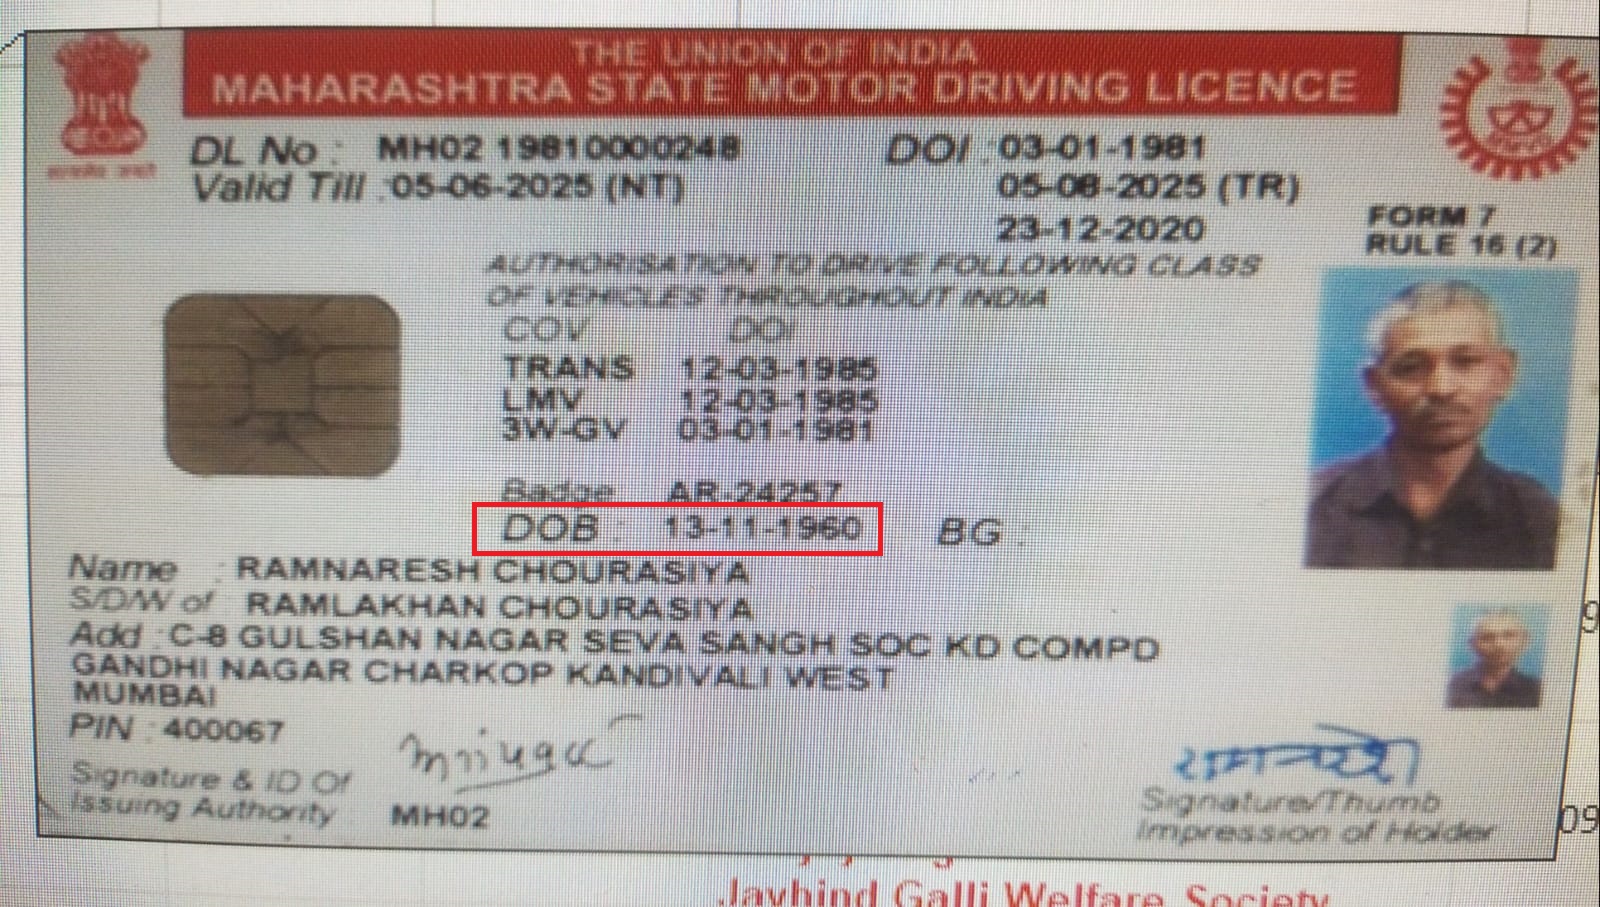 THE UNION OF INDIA
MAHARASHTRA STATE MOTOR DRIVING LICENCE
DL No : MH02 19810000248 DOI : 03-01-1981
Valid Till : 05-06-2025 (NT) 05-08-2025 (TR)
23-12-2020
FORM 7
RULE 16 (2)
AUTHORISATION TO DRIVE FOLLOWING CLASS
OF VEHICLES THROUGHOUT INDIA
COV DOI
TRANS 12-03-1985
LMV 12-03-1985
3W-GV 03-01-1981
Badge AR-24257
DOB : 13-11-1960 BG :
Name : RAMNARESH CHOURASIYA
S/D/W of : RAMLAKHAN CHOURASIYA
Add : C-8 GULSHAN NAGAR SEVA SANGH SOC KD COMPD
GANDHI NAGAR CHARKOP KANDIVALI WEST
MUMBAI
PIN : 400067
Signature & ID Of
Issuing Authority MH02
Signature/Thumb
Impression of Holder
09
Jayhind Galli Welfare Society